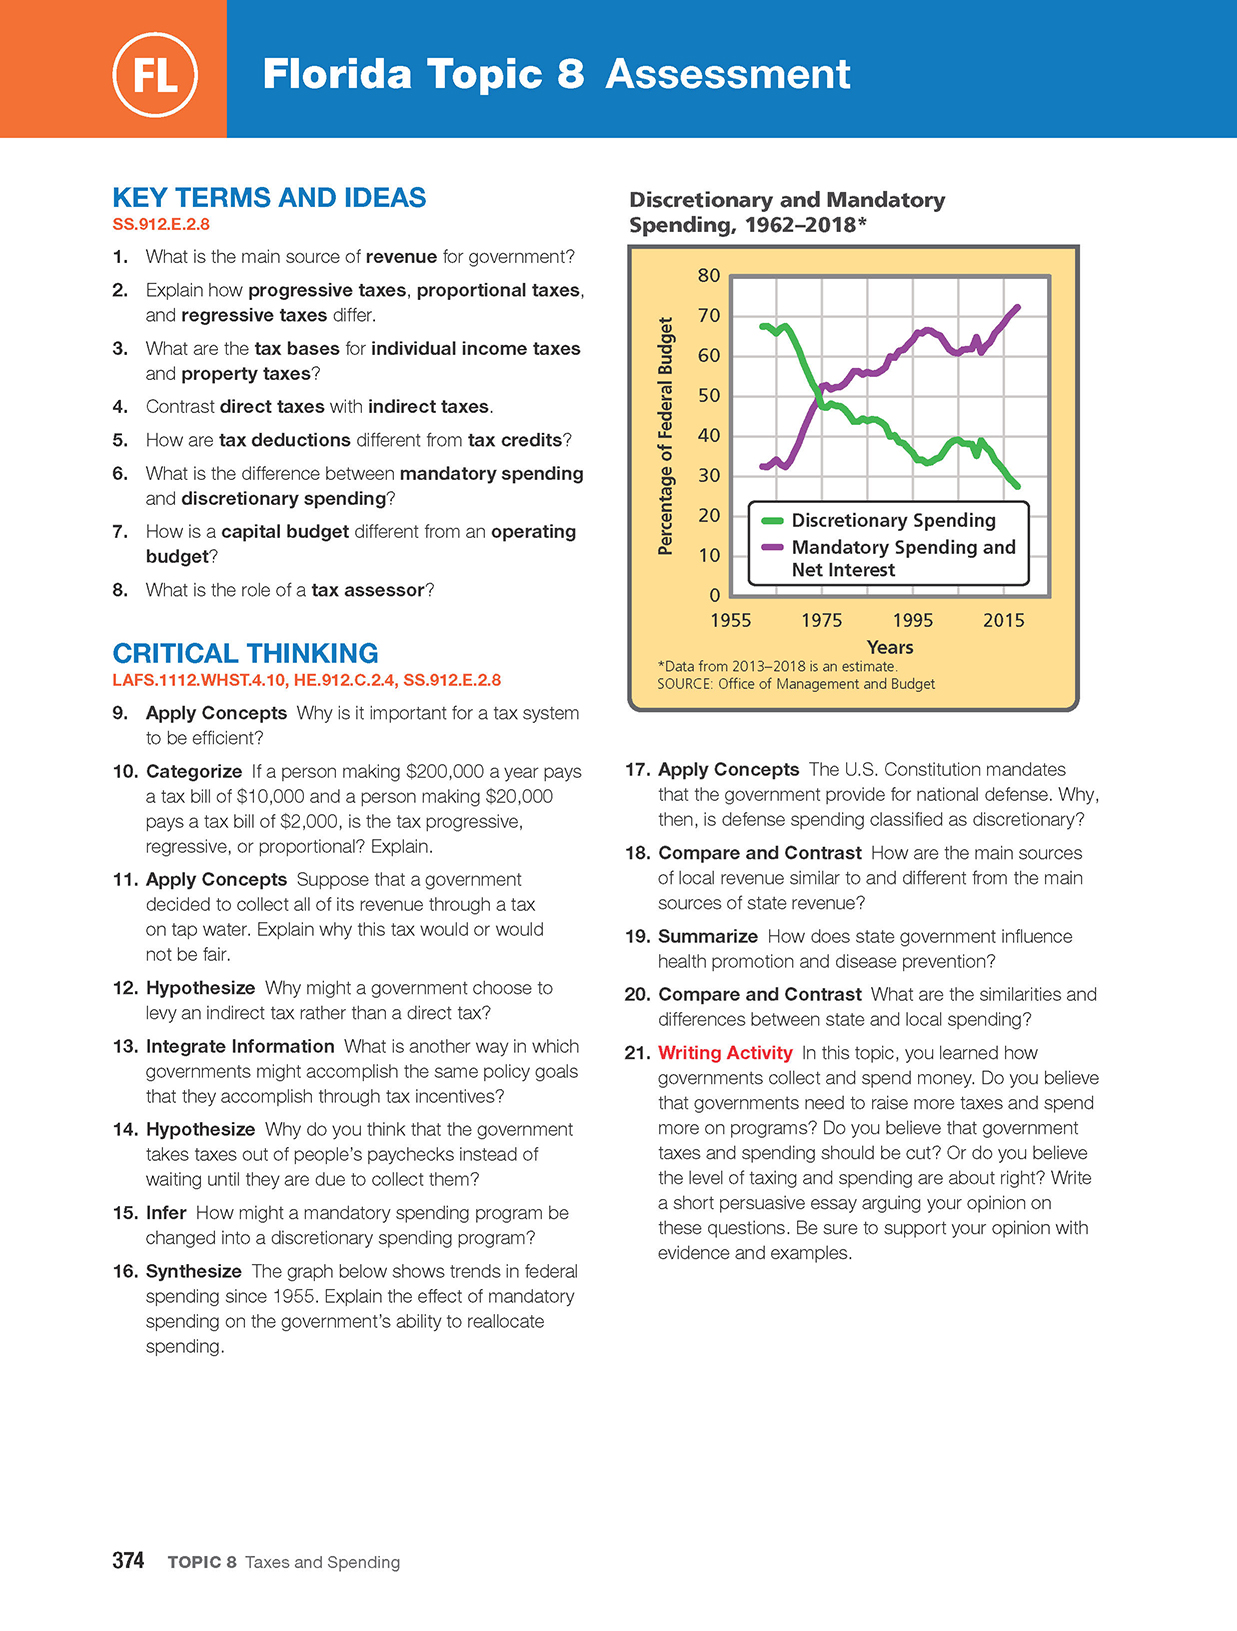 FL
Florida Topic 8 Assessment
KEY TERMS AND IDEAS
SS.912.E.2.8
1. What is the main source of revenue for government?
2. Explain how progressive taxes, proportional taxes,
and regressive taxes differ.
3. What are the tax bases for individual income taxes
and property taxes?
4. Contrast direct taxes with indirect taxes.
5. How are tax deductions different from tax credits?
6. What is the difference between mandatory spending
and discretionary spending?
7. How is a capital budget different from an operating
budget?
8. What is the role of a tax assessor?
CRITICAL THINKING
LAFS.1112.WHST.4.10, HE.912.C.2.4, SS.912.E.2.8
9. Apply Concepts Why is it important for a tax system
to be efficient?
10. Categorize If a person making $200,000 a year pays
a tax bill of $10,000 and a person making $20,000
pays a tax bill of $2,000, is the tax progressive,
regressive, or proportional? Explain.
11. Apply Concepts Suppose that a government
decided to collect all of its revenue through a tax
on tap water. Explain why this tax would or would
not be fair.
12. Hypothesize Why might a government choose to
levy an indirect tax rather than a direct tax?
13. Integrate Information What is another way in which
governments might accomplish the same policy goals
that they accomplish through tax incentives?
14. Hypothesize Why do you think that the government
takes taxes out of people's paychecks instead of
waiting until they are due to collect them?
15. Infer How might a mandatory spending program be
changed into a discretionary spending program?
16. Synthesize The graph below shows trends in federal
spending since 1955. Explain the effect of mandatory
spending on the government's ability to reallocate
spending.
Discretionary and Mandatory
Spending, 1962–2018*
Percentage of Federal Budget
80
70
60
50
40
30
20
10
0
Discretionary Spending
Mandatory Spending and
Net Interest
1955 1975 1995 2015
Years
*Data from 2013–2018 is an estimate.
SOURCE: Office of Management and Budget
17. Apply Concepts The U.S. Constitution mandates
that the government provide for national defense. Why,
then, is defense spending classified as discretionary?
18. Compare and Contrast How are the main sources
of local revenue similar to and different from the main
sources of state revenue?
19. Summarize How does state government influence
health promotion and disease prevention?
20. Compare and Contrast What are the similarities and
differences between state and local spending?
21. Writing Activity In this topic, you learned how
governments collect and spend money. Do you believe
that governments need to raise more taxes and spend
more on programs? Do you believe that government
taxes and spending should be cut? Or do you believe
the level of taxing and spending are about right? Write
a short persuasive essay arguing your opinion on
these questions. Be sure to support your opinion with
evidence and examples.
374 TOPIC 8 Taxes and Spending